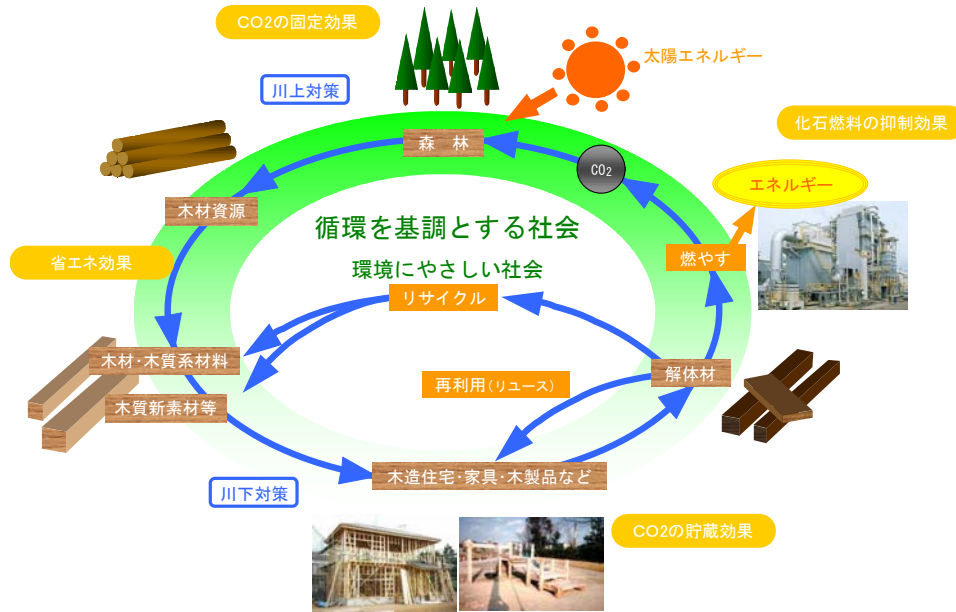 CO2の固定効果
太陽エネルギー
川上対策
化石燃料の抑制効果
森 林
CO₂
エネルギー
木材資源
循環を基調とする社会
燃やす
省エネ効果
環境にやさしい社会
リサイクル
木材・木質系材料
解体材
再利用(リユース)
木質新素材等
木造住宅・家具・木製品など
川下対策
CO2の貯蔵効果